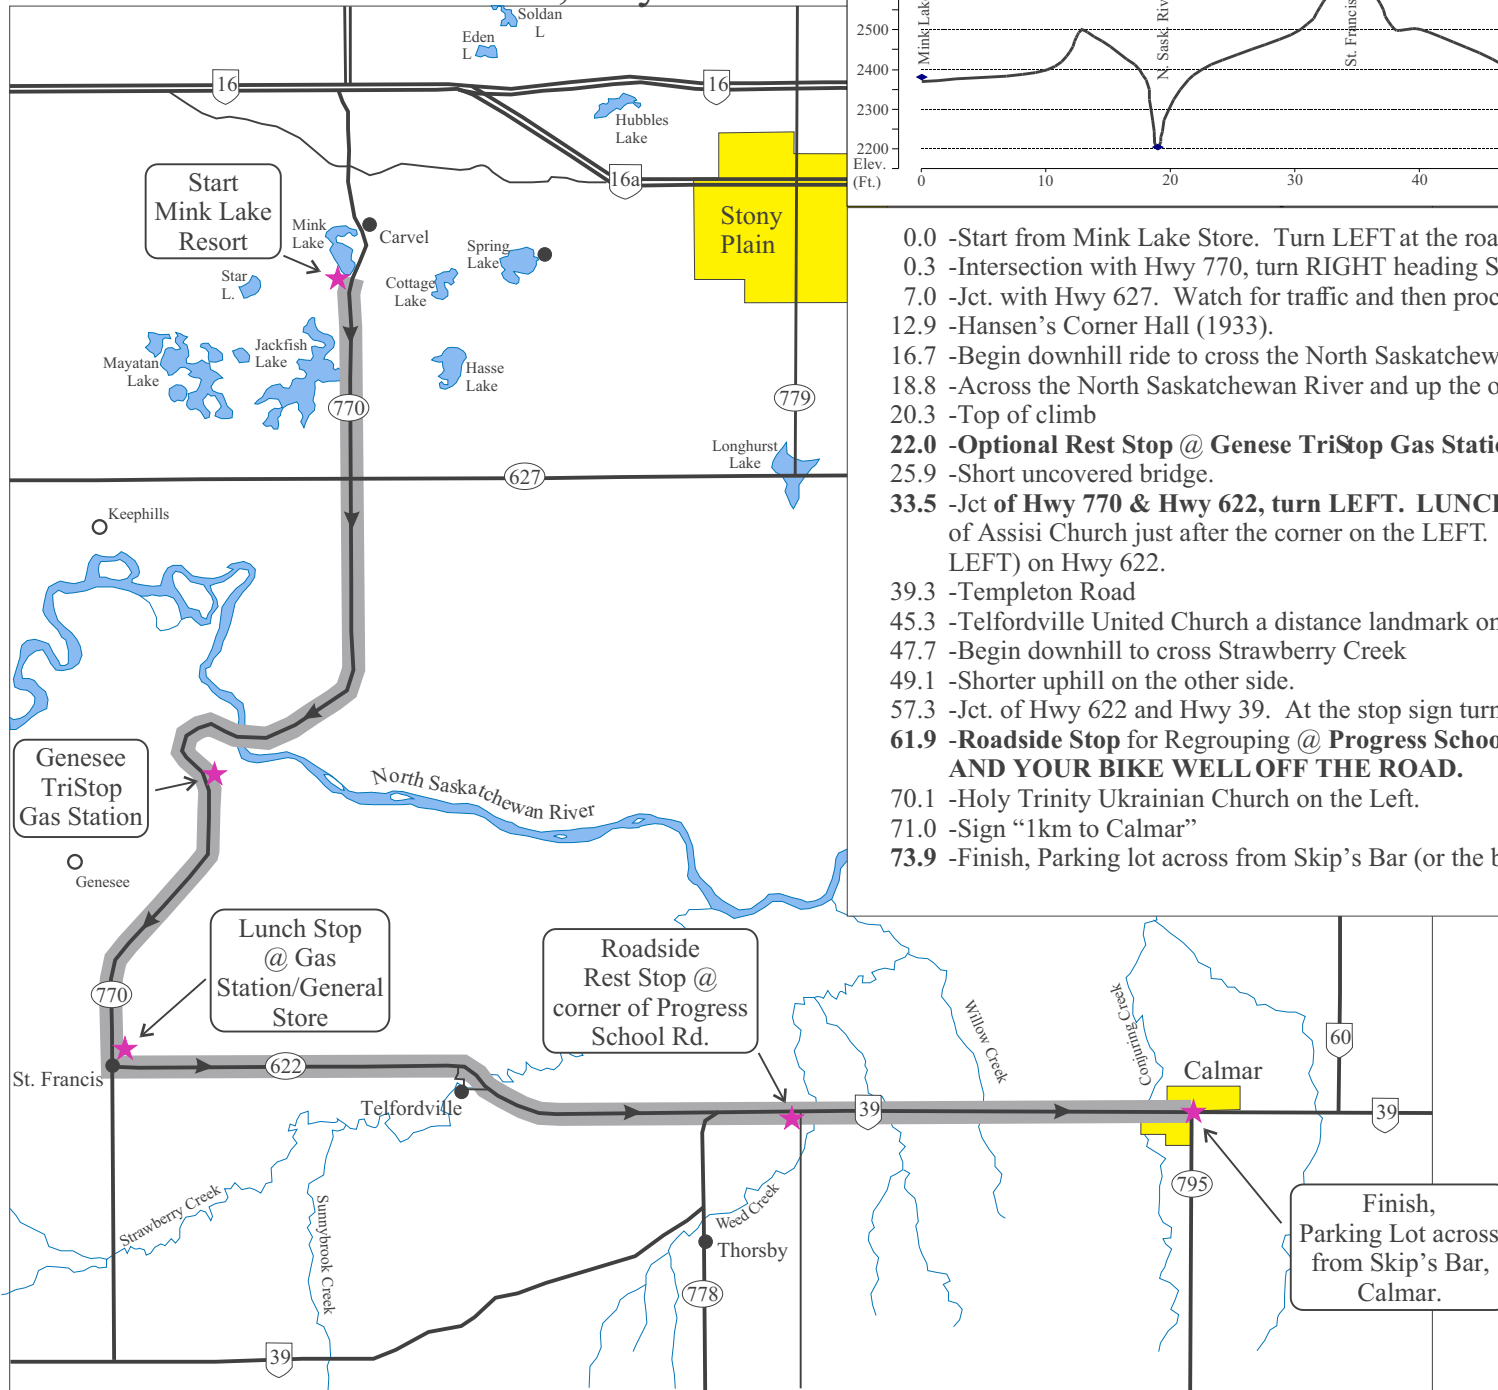 Soldan
L
Eden
L
16
16
Hubbles
Lake
16a
Stony
Plain
Start
Mink Lake
Resort
Mink
Lake
Carvel
Spring
Lake
Star
L.
Cottage
Lake
Jackfish
Lake
Mayatan
Lake
Hasse
Lake
770
779
Longhurst
Lake
627
Keephills
Genesee
TriStop
Gas Station
North Saskatchewan River
Genesee
Lunch Stop
@ Gas
Station/General
Store
Roadside
Rest Stop @
corner of Progress
School Rd.
770
St. Francis
622
Telfordville
Willow Creek
Conjuring Creek
60
Calmar
39
39
795
Strawberry Creek
Sunnybrook Creek
Weed Creek
Thorsby
778
39
Finish,
Parking Lot across
from Skip's Bar,
Calmar.
2500
2400
2300
2200
Elev.
(Ft.)
0 10 20 30 40
Mink Lak
N. Sask. Riv
St. Francis
0.0 -Start from Mink Lake Store. Turn LEFT at the roa
0.3 -Intersection with Hwy 770, turn RIGHT heading S
7.0 -Jct. with Hwy 627. Watch for traffic and then proc
12.9 -Hansen's Corner Hall (1933).
16.7 -Begin downhill ride to cross the North Saskatchew
18.8 -Across the North Saskatchewan River and up the o
20.3 -Top of climb
22.0 -Optional Rest Stop @ Genese TriStop Gas Stati
25.9 -Short uncovered bridge.
33.5 -Jct of Hwy 770 & Hwy 622, turn LEFT. LUNCH
of Assisi Church just after the corner on the LEFT.
LEFT) on Hwy 622.
39.3 -Templeton Road
45.3 -Telfordville United Church a distance landmark on
47.7 -Begin downhill to cross Strawberry Creek
49.1 -Shorter uphill on the other side.
57.3 -Jct. of Hwy 622 and Hwy 39. At the stop sign turn
61.9 -Roadside Stop for Regrouping @ Progress Schoo
AND YOUR BIKE WELL OFF THE ROAD.
70.1 -Holy Trinity Ukrainian Church on the Left.
71.0 -Sign “1km to Calmar”
73.9 -Finish, Parking lot across from Skip's Bar (or the b